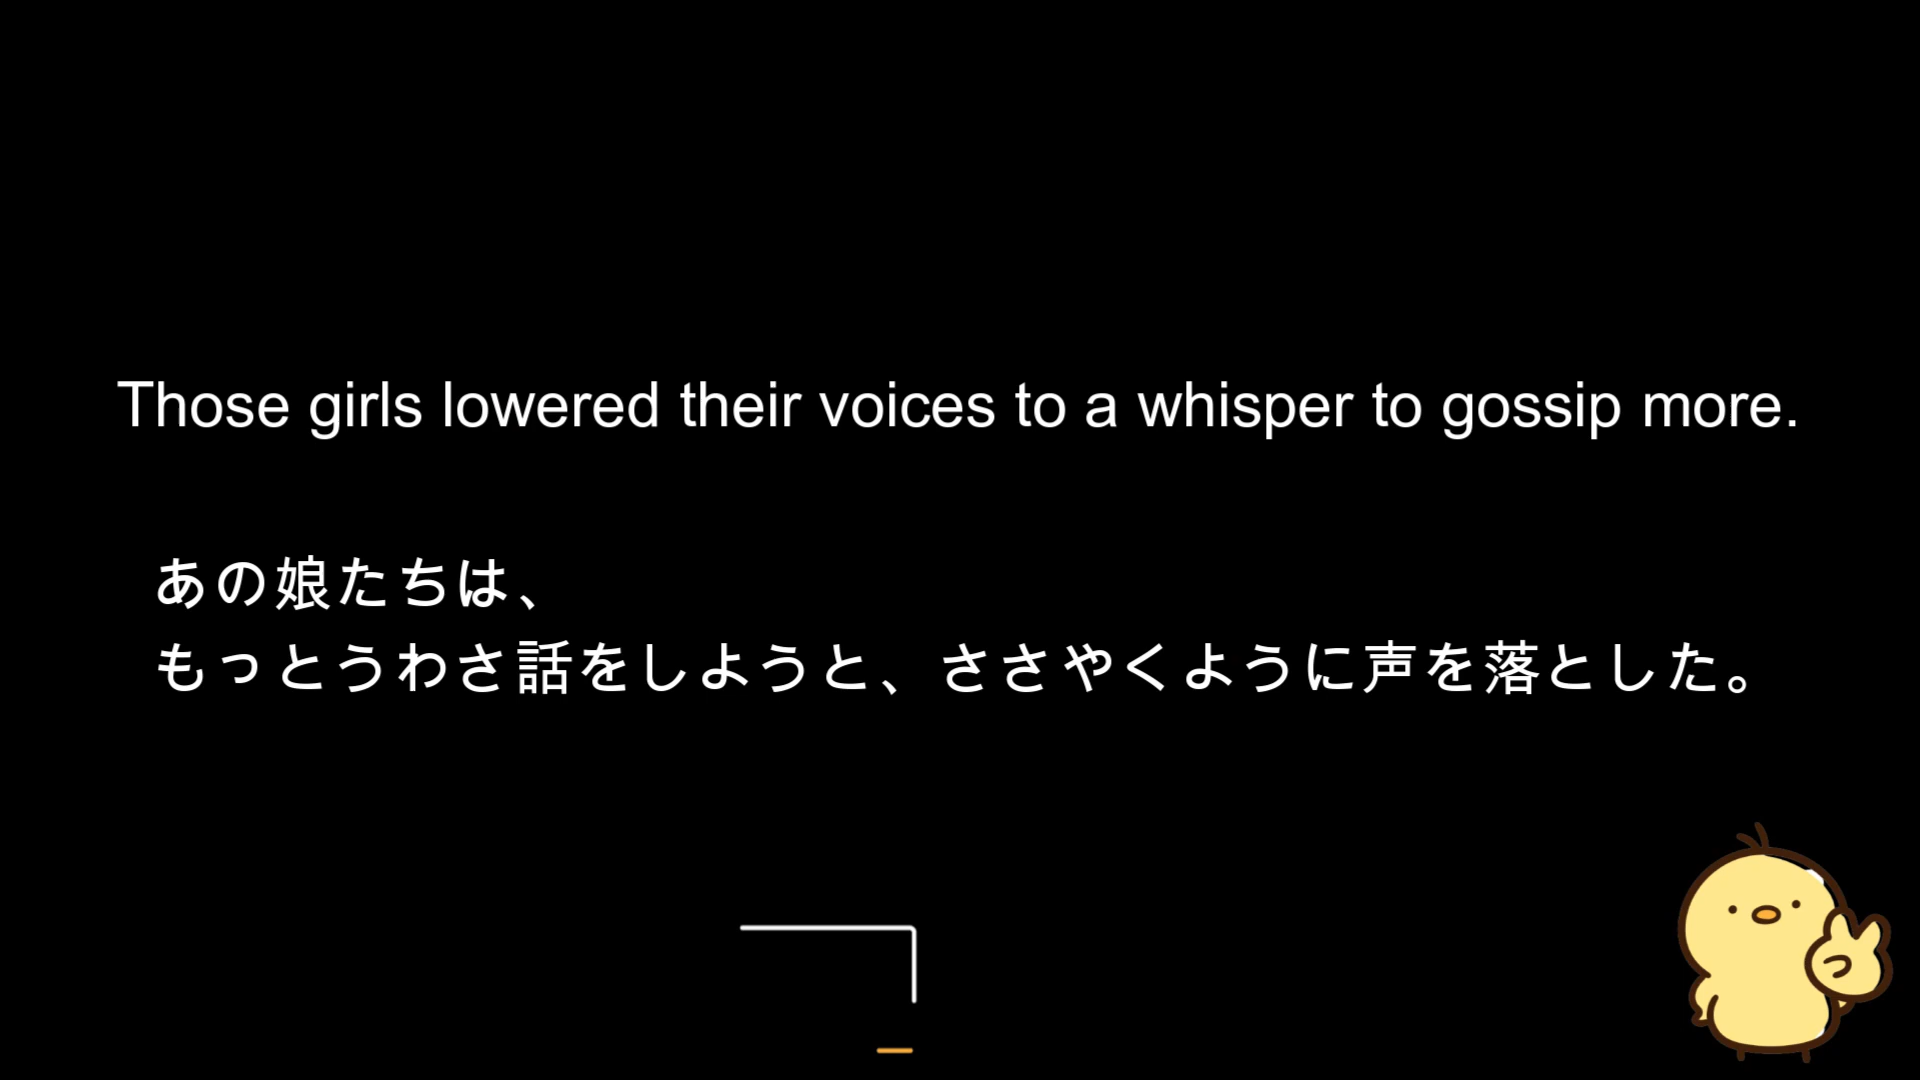 Those girls lowered their voices to a whisper to gossip more.
あの娘たちは、
もっとうわさ話をしようと、ささやくように声を落とした。